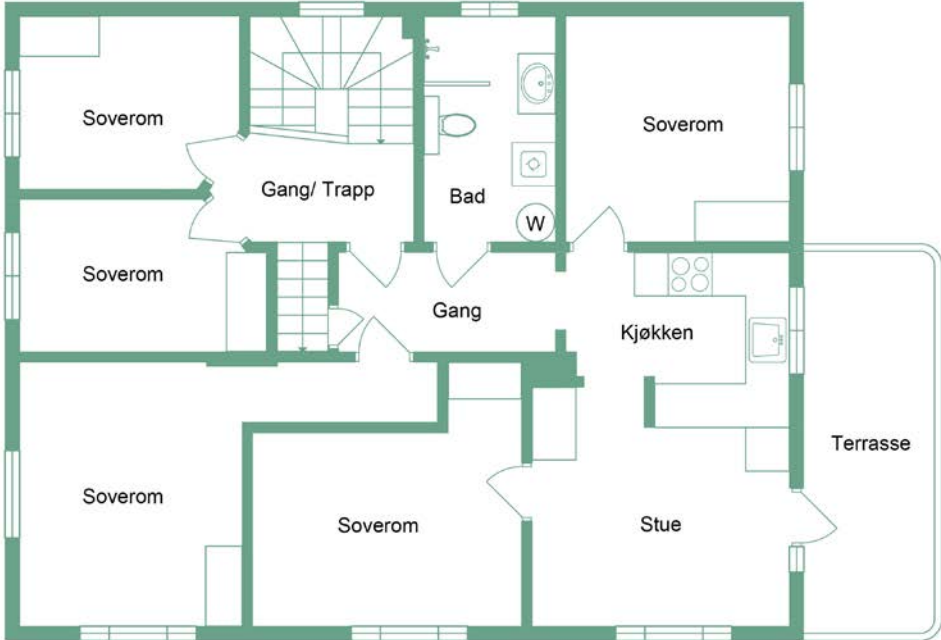 Soverom
Soverom
Gang/ Trapp
Bad
W
Soverom
Gang
Kjøkken
Terrasse
Soverom
Soverom
Stue